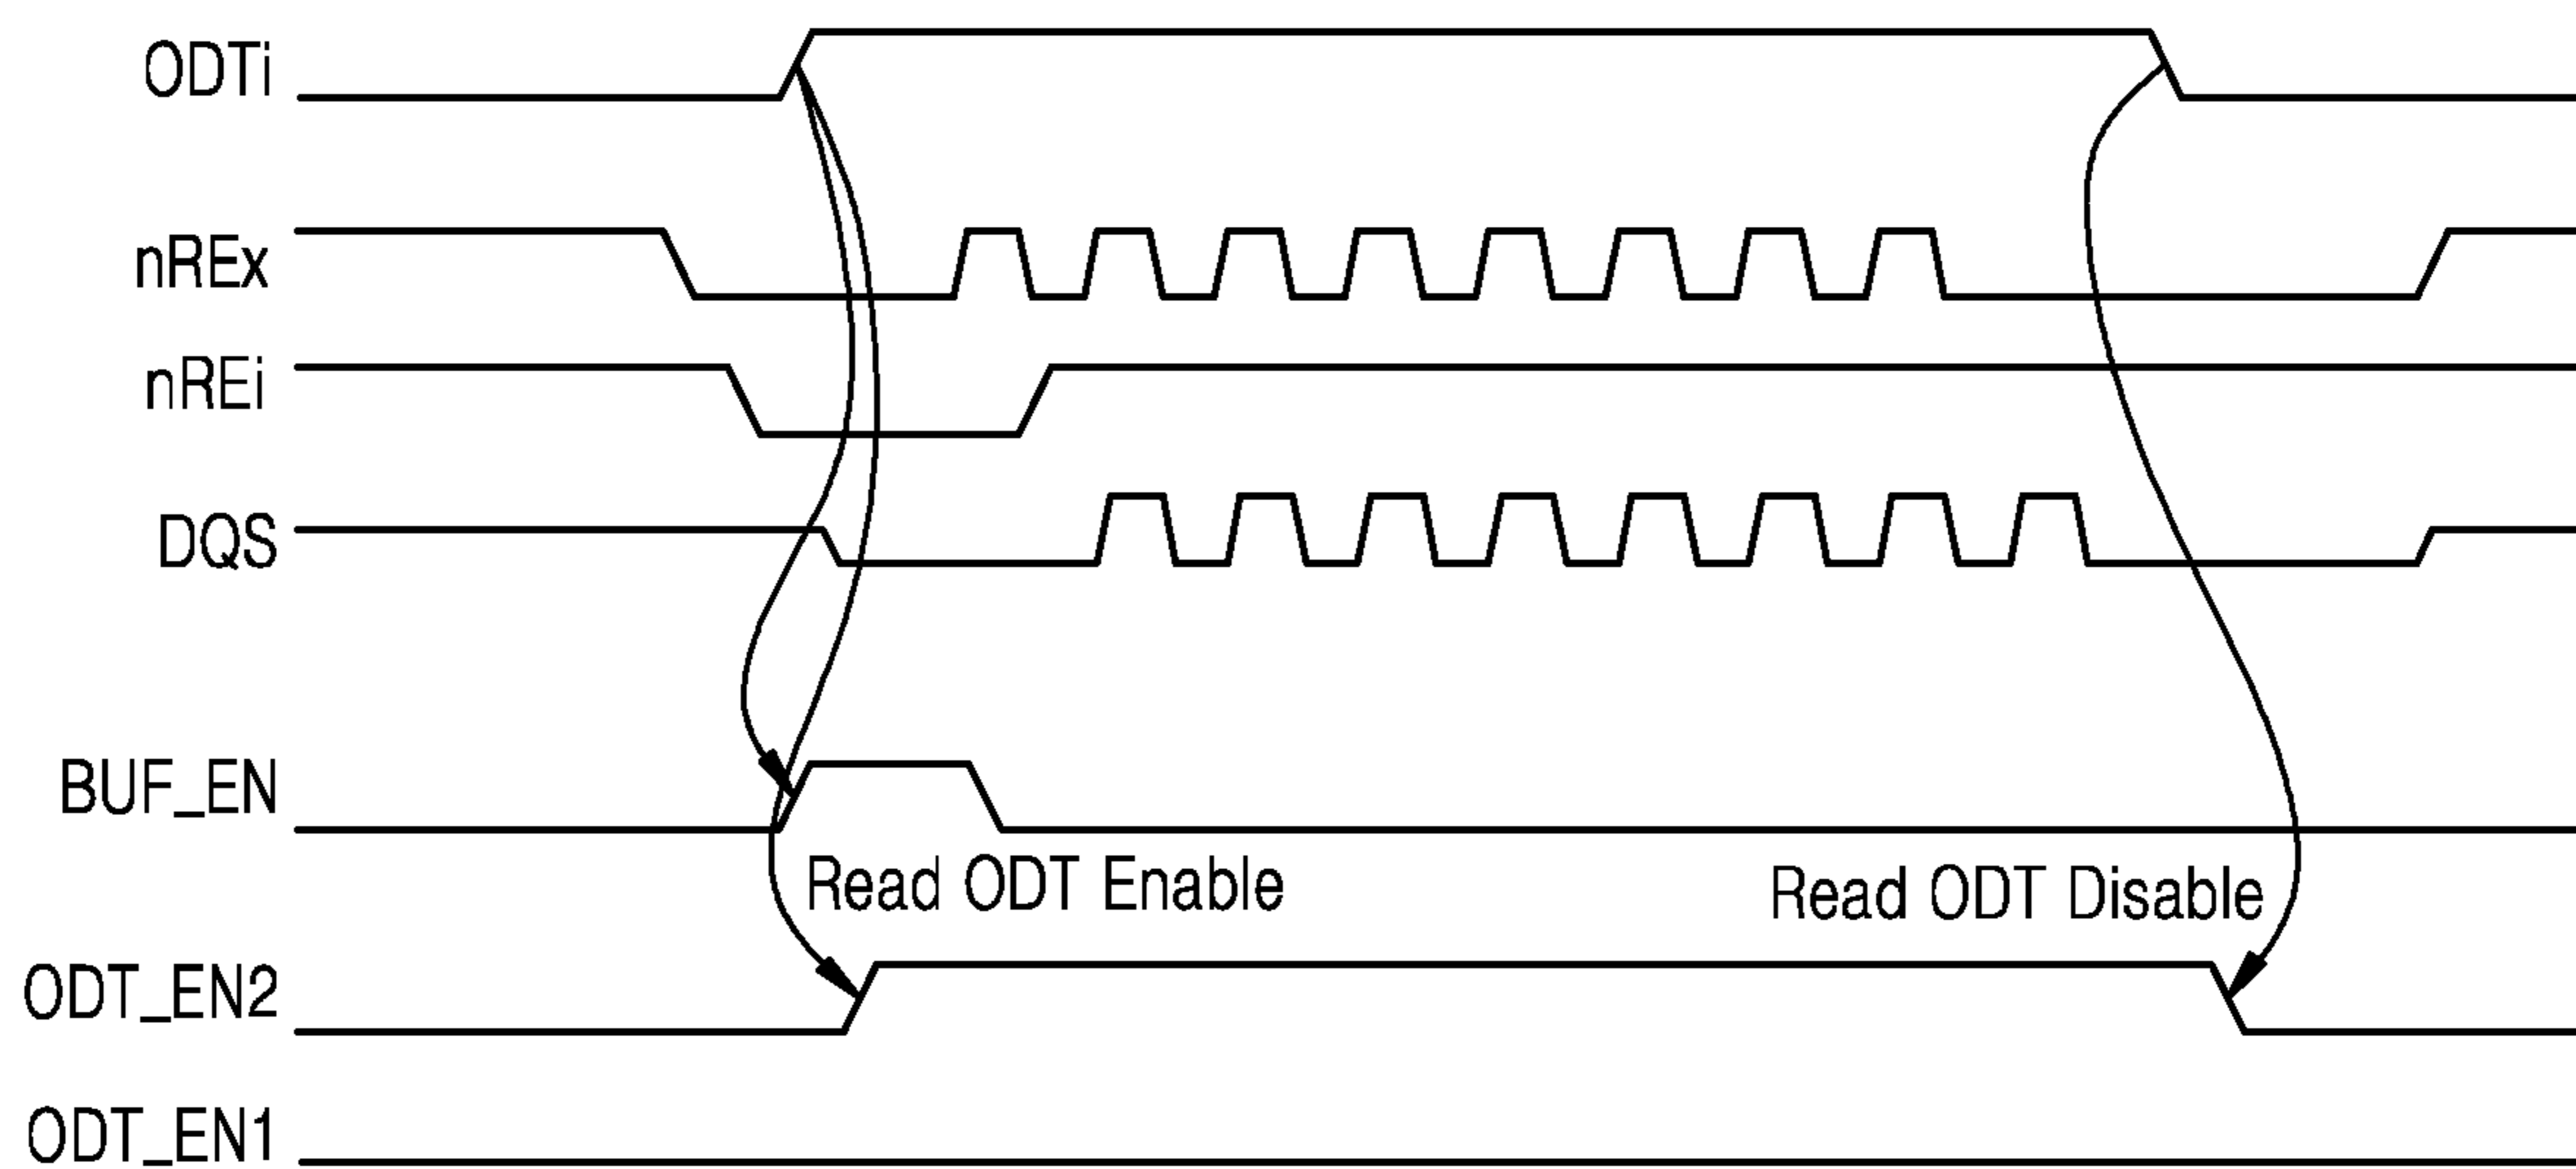 ODTi
nREx
nREi
DQS
BUF_EN
Read ODT Enable
Read ODT Disable
ODT_EN2
ODT_EN1